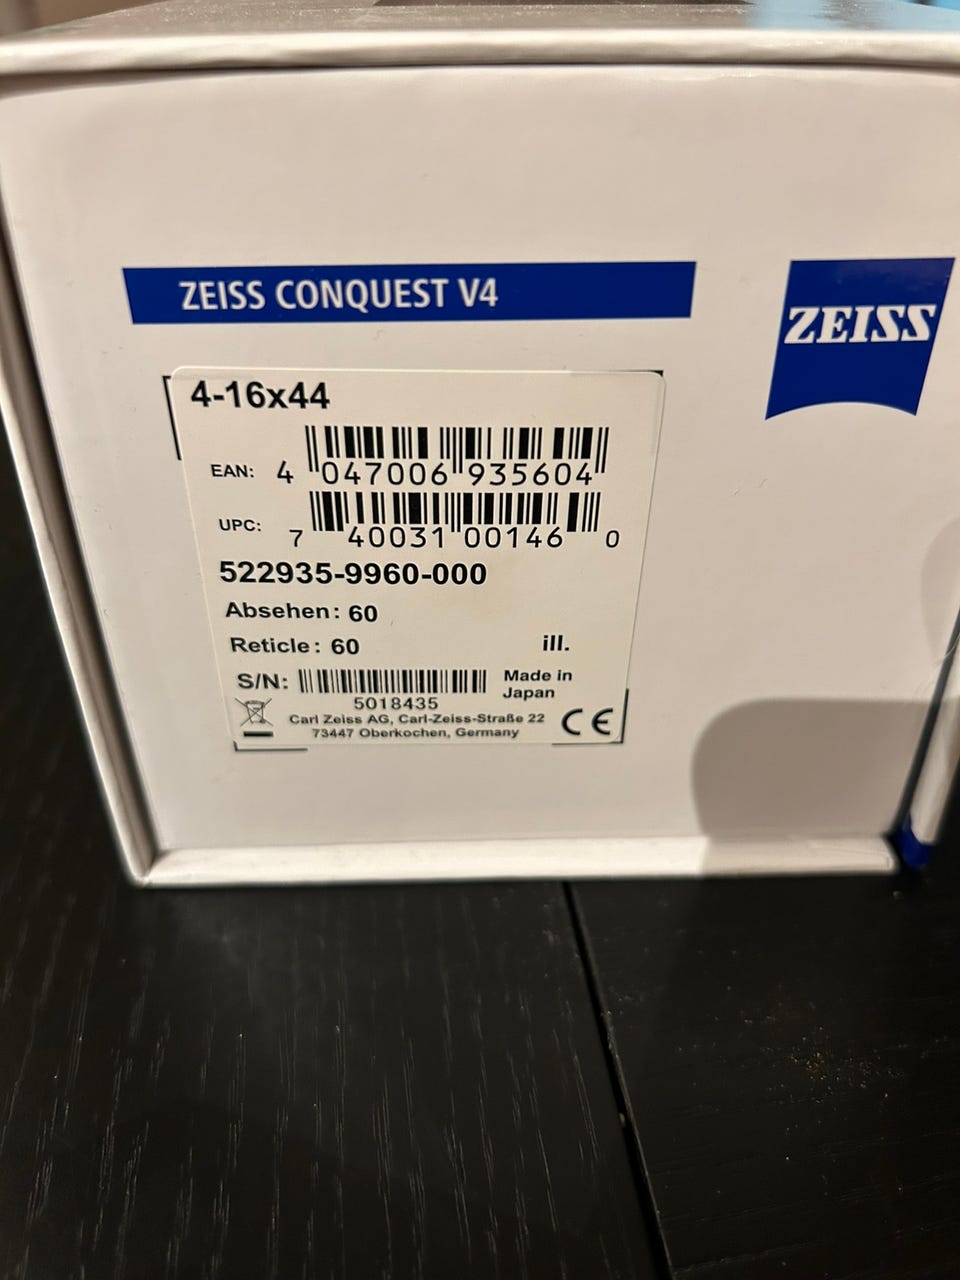 ZEISS CONQUEST V4
ZEISS
4-16x44
EAN: 4 047006 935604
UPC: 7 40031 00146 0
522935-9960-000
Absehen: 60
Reticle: 60 ill.
S/N: Made in
Japan
5018435
Carl Zeiss AG, Carl-Zeiss-Straße 22
73447 Oberkochen, Germany
CE